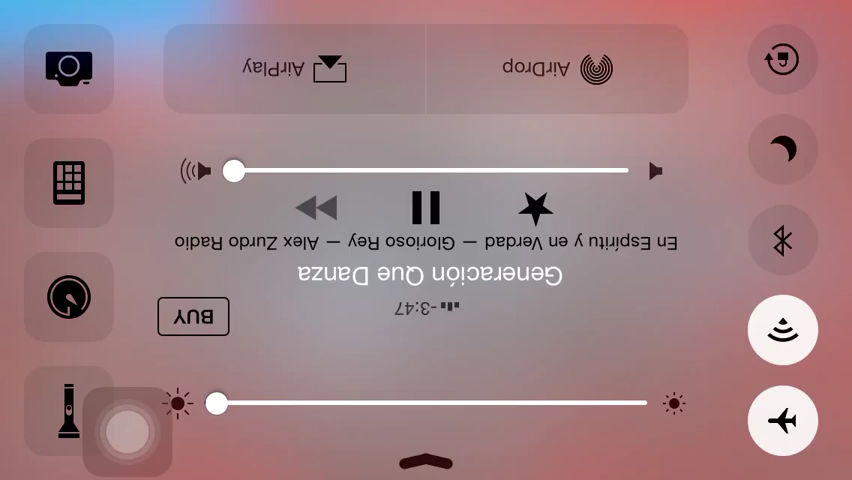 -3:47
BUY
Generación Que Danza
En Espíritu y en Verdad — Glorioso Rey — Alex Zurdo Radio
AirDrop
AirPlay